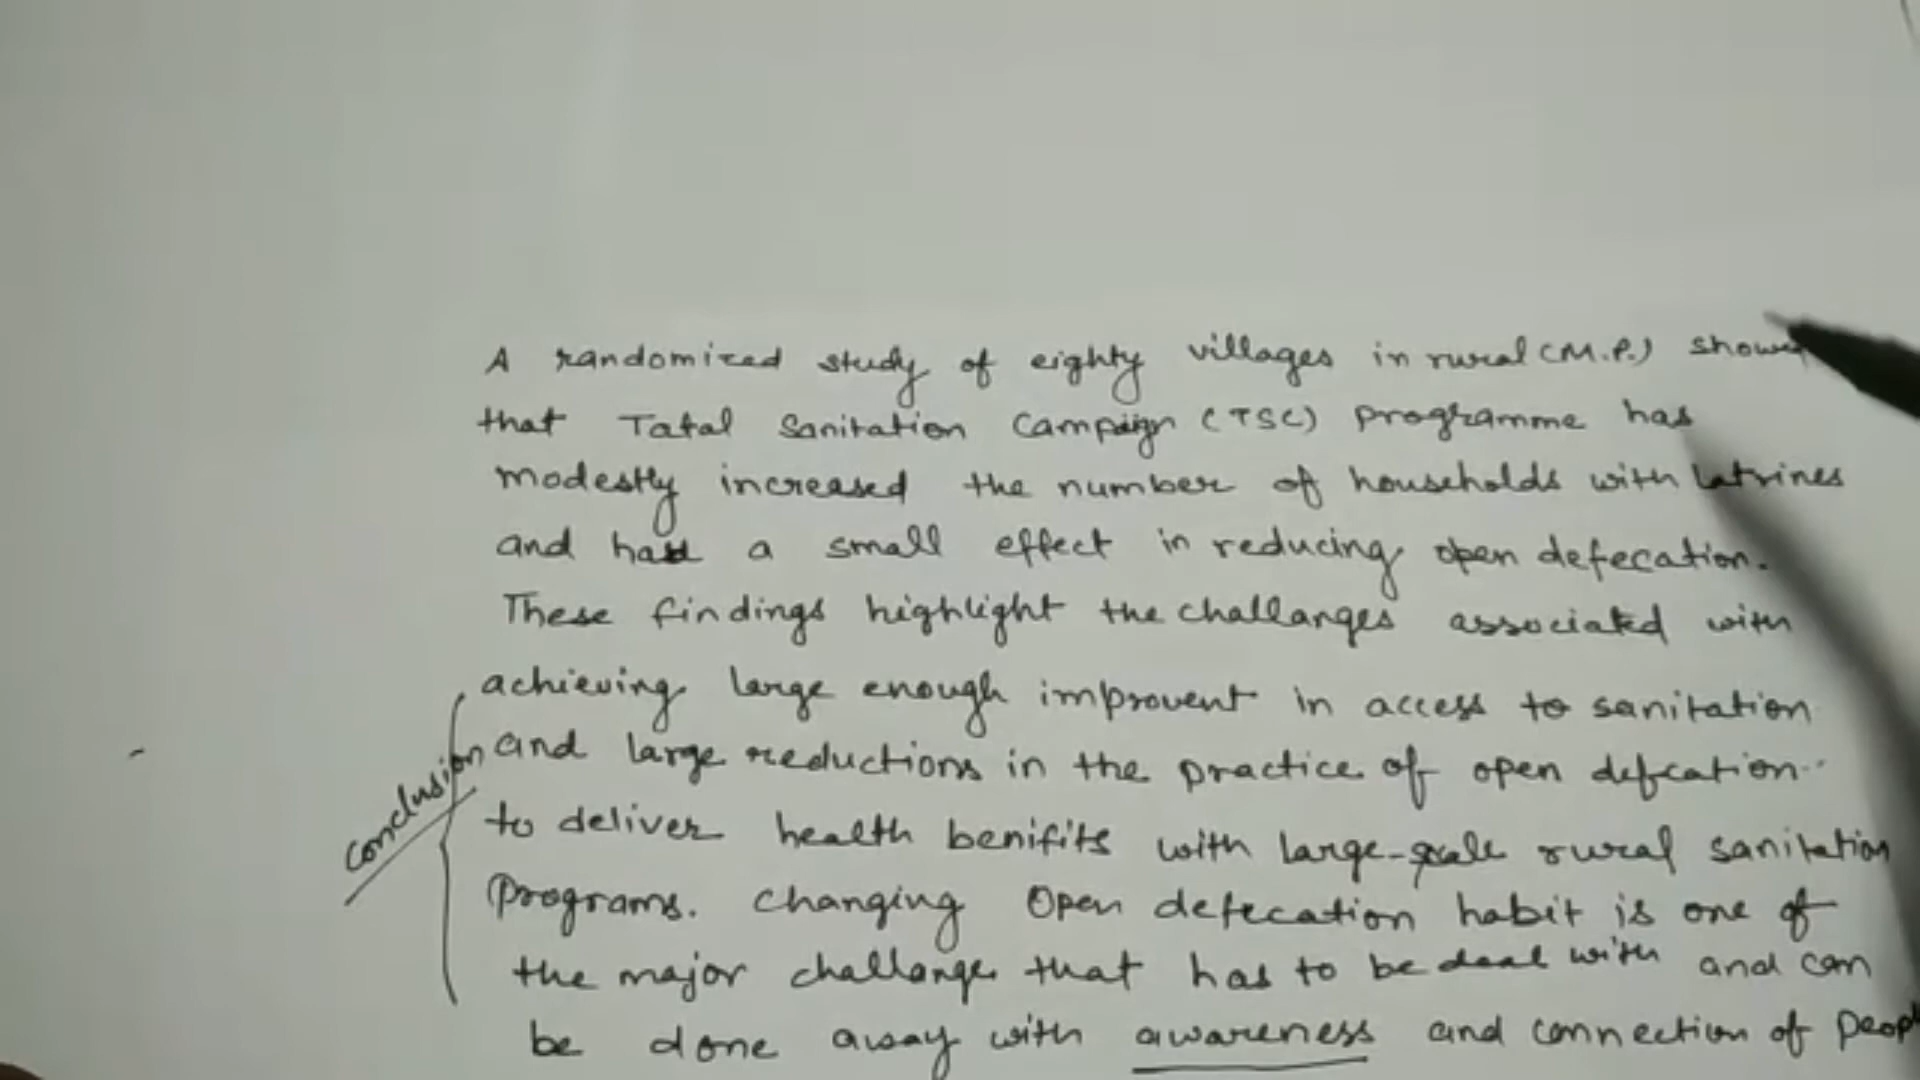 A randomized study of eighty villages in rural (M.P.) showed
that Tatal Sanitation Campaign (TSC) programme has
modestly increased the number of households with latrines
and had a small effect in reducing open defecation.
These findings highlight the challanges associated with
achieving large enough improvent in access to sanitation
and large reductions in the practice of open defcation
to deliver health benifits with large-scale rural sanitation
Programs. Changing Open defecation habit is one of
the major challange that has to be deal with and can
be done away with awareness and connection of
Conclusion